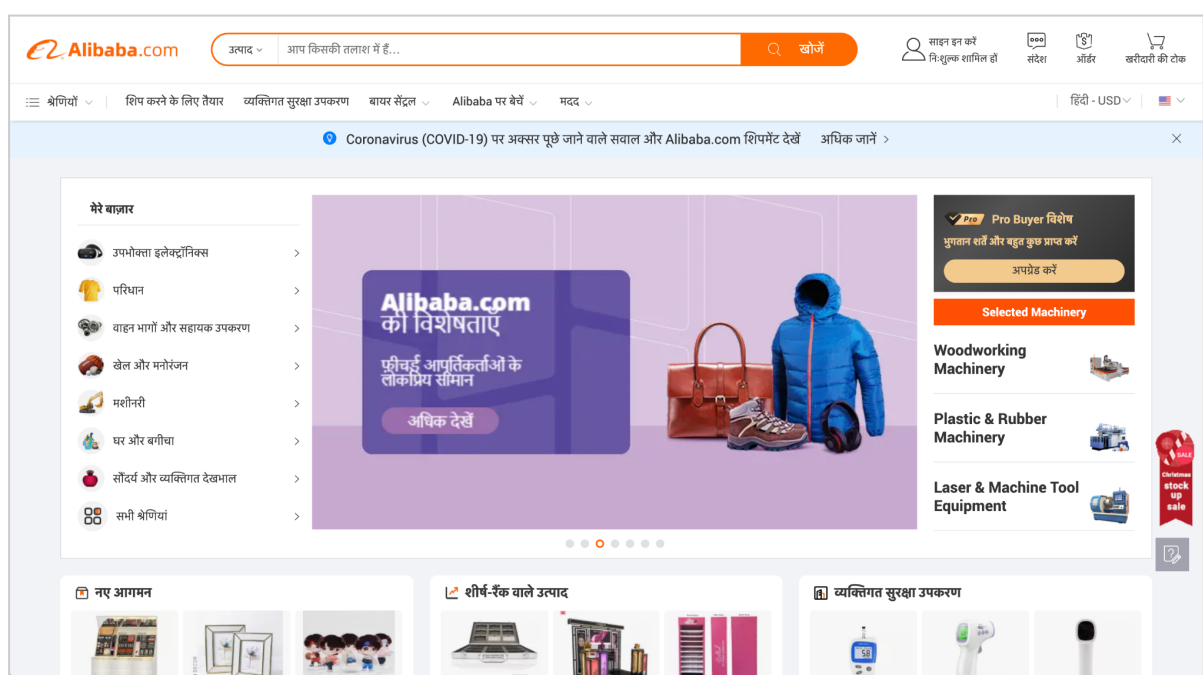 Alibaba.com
उत्पाद
आप किसकी तलाश में हैं...
खोजें
साइन इन करें
नि:शुल्क शामिल हों
संदेश
ऑर्डर
खरीदारी की टोक
श्रेणियों
शिप करने के लिए तैयार
व्यक्तिगत सुरक्षा उपकरण
बायर सेंट्रल
Alibaba पर बेचें
मदद
हिंदी - USD
Coronavirus (COVID-19) पर अक्सर पूछे जाने वाले सवाल और Alibaba.com शिपमेंट देखें अधिक जानें >
मेरे बाज़ार
उपभोक्ता इलेक्ट्रॉनिक्स
परिधान
वाहन भागों और सहायक उपकरण
खेल और मनोरंजन
मशीनरी
घर और बगीचा
सौंदर्य और व्यक्तिगत देखभाल
सभी श्रेणियां
Alibaba.com
की विशेषताएँ
फ़ीचर्ड आपूर्तिकर्ताओं के
लोकप्रिय सामान
अधिक देखें
Pro Pro Buyer विशेष
भुगतान शर्तें और बहुत कुछ प्राप्त करें
अपग्रेड करें
Selected Machinery
Woodworking
Machinery
Plastic & Rubber
Machinery
Laser & Machine Tool
Equipment
SALE
Christmas
stock
up
sale
नए आगमन
शीर्ष-रैंक वाले उत्पाद
व्यक्तिगत सुरक्षा उपकरण